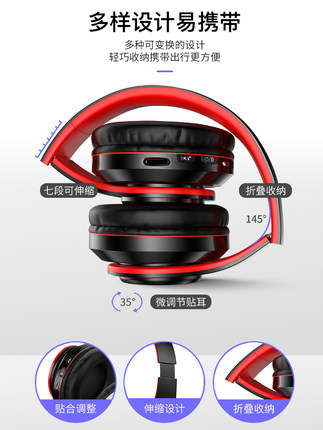 多样设计易携带
多种可变换的设计
轻巧收纳携带出行更方便
七段可伸缩
折叠收纳
145°
35°
微调节贴耳
贴合调整
伸缩设计
折叠收纳